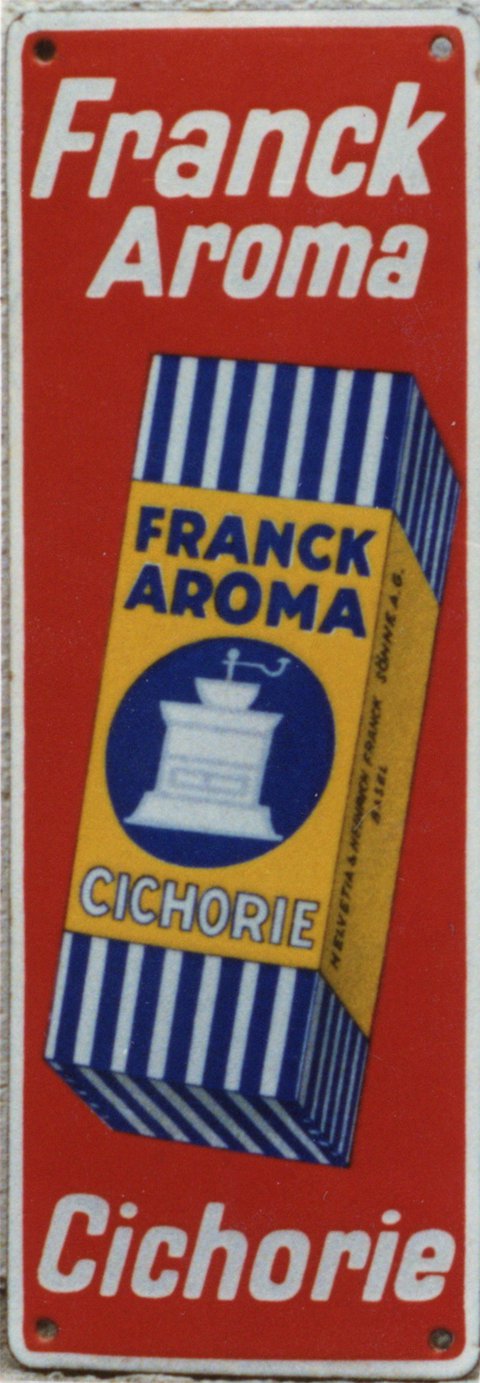 Franck
Aroma
FRANCK
AROMA
CICHORIE
HELVETIA & HEINRICH FRANCK SÖHNE A.G.
BASEL
Cichorie